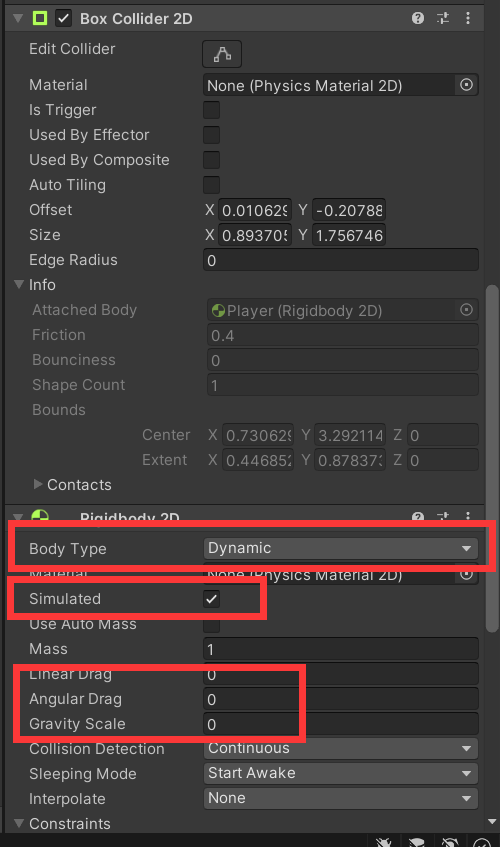 Box Collider 2D
Edit Collider
Material None (Physics Material 2D)
Is Trigger
Used By Effector
Used By Composite
Auto Tiling
Offset X 0.010629 Y -0.20788
Size X 0.893705 Y 1.756746
Edge Radius 0
Info
Attached Body Player (Rigidbody 2D)
Friction 0.4
Bounciness 0
Shape Count 1
Bounds
Center X 0.730629 Y 3.292114 Z 0
Extent X 0.446852 Y 0.878373 Z 0
Contacts
Rigidbody 2D
Body Type Dynamic
Material None (Physics Material 2D)
Simulated
Use Auto Mass
Mass 1
Linear Drag 0
Angular Drag 0
Gravity Scale 0
Collision Detection Continuous
Sleeping Mode Start Awake
Interpolate None
Constraints